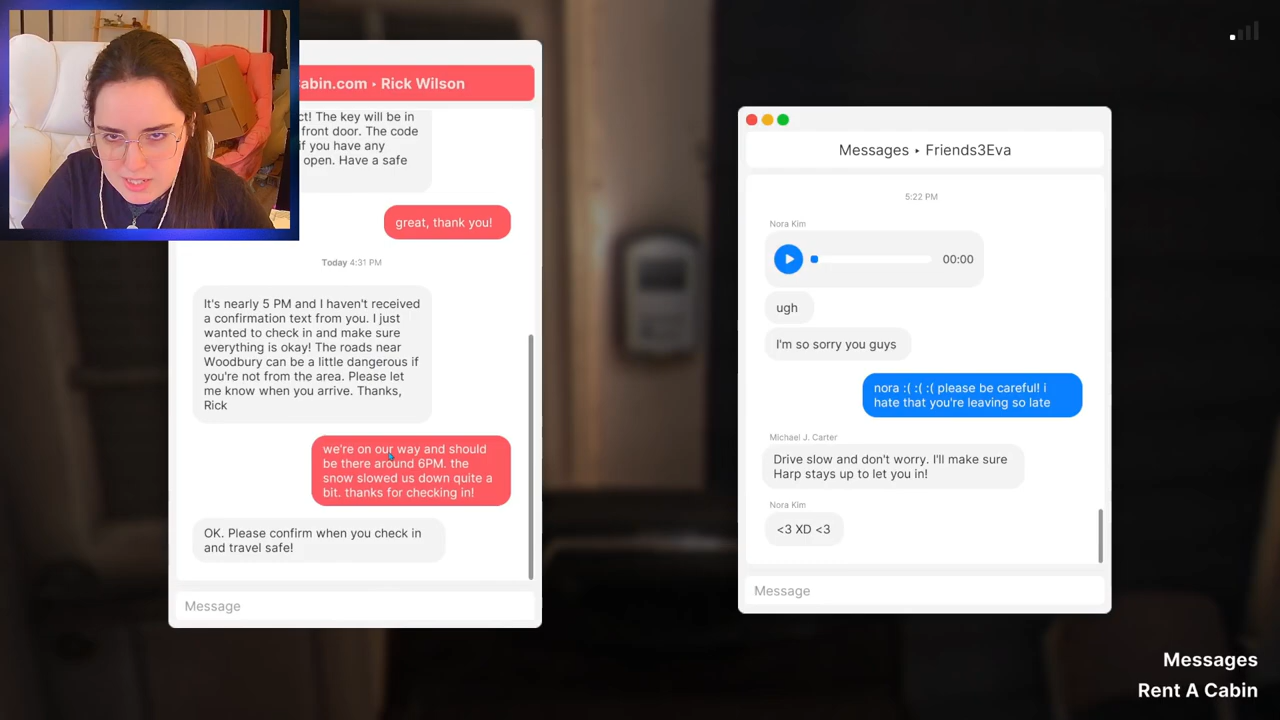 abin.com ▸ Rick Wilson
ct! The key will be in
front door. The code
if you have any
open. Have a safe
great, thank you!
Today 4:31 PM
It's nearly 5 PM and I haven't received
a confirmation text from you. I just
wanted to check in and make sure
everything is okay! The roads near
Woodbury can be a little dangerous if
you're not from the area. Please let
me know when you arrive. Thanks,
Rick
we're on our way and should
be there around 6PM. the
snow slowed us down quite a
bit. thanks for checking in!
OK. Please confirm when you check in
and travel safe!
Message
Messages ▸ Friends3Eva
5:22 PM
Nora Kim
00:00
ugh
I'm so sorry you guys
nora :( :( :( please be careful! i
hate that you're leaving so late
Michael J. Carter
Drive slow and don't worry. I'll make sure
Harp stays up to let you in!
Nora Kim
<3 XD <3
Message
Messages
Rent A Cabin